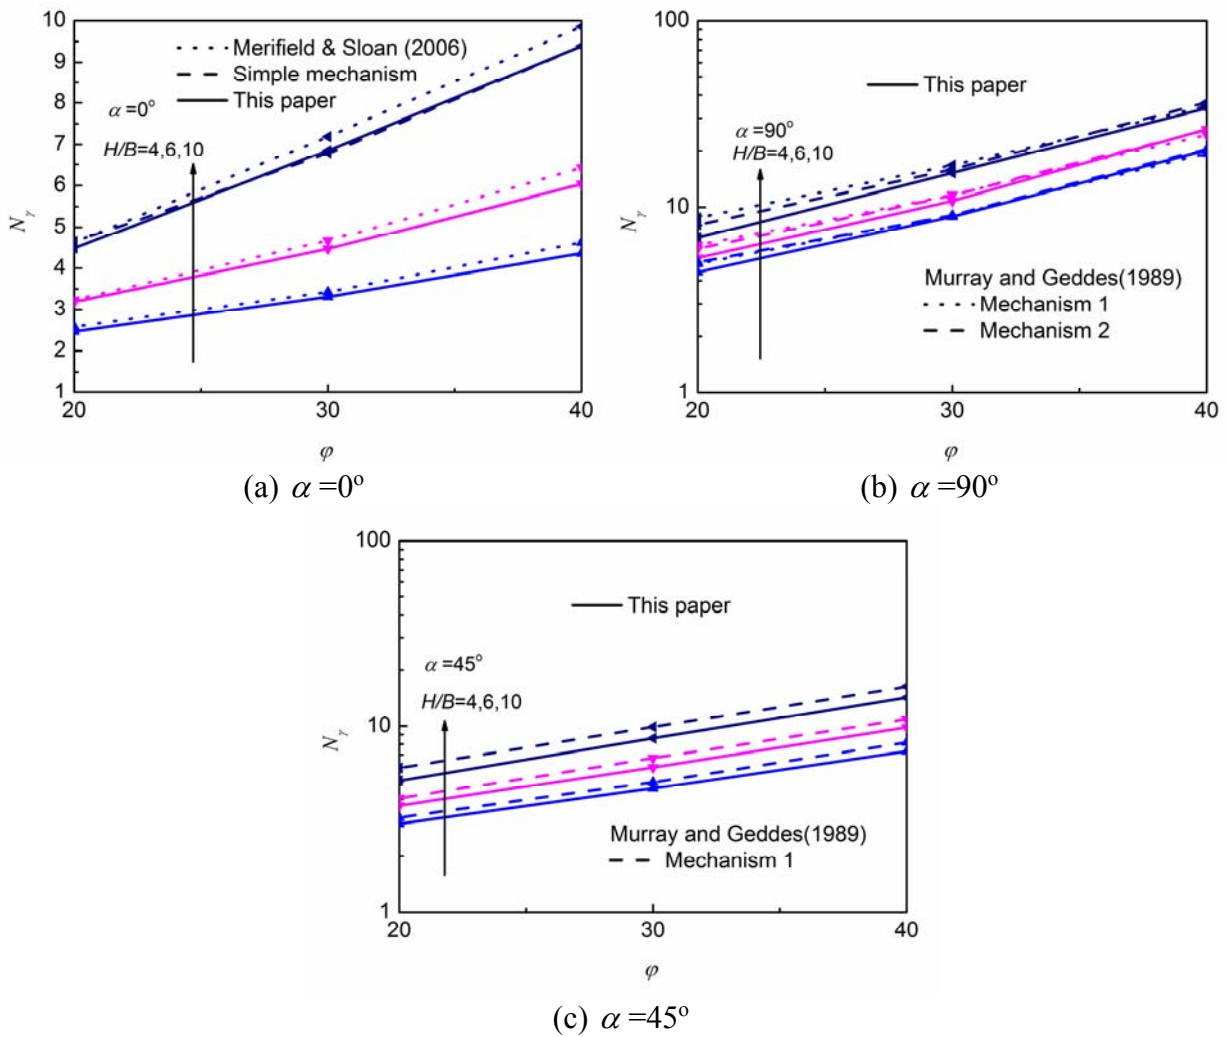 10
9
8
7
6
5
4
3
2
1
20
30
40
Nγ
φ
Merifield & Sloan (2006)
Simple mechanism
This paper
α =0°
H/B=4,6,10
(a) α =0°
100
10
1
20
30
40
Nγ
φ
This paper
α =90°
H/B=4,6,10
Murray and Geddes(1989)
Mechanism 1
Mechanism 2
(b) α =90°
100
10
1
20
30
40
Nγ
φ
This paper
α =45°
H/B=4,6,10
Murray and Geddes(1989)
Mechanism 1
(c) α =45°